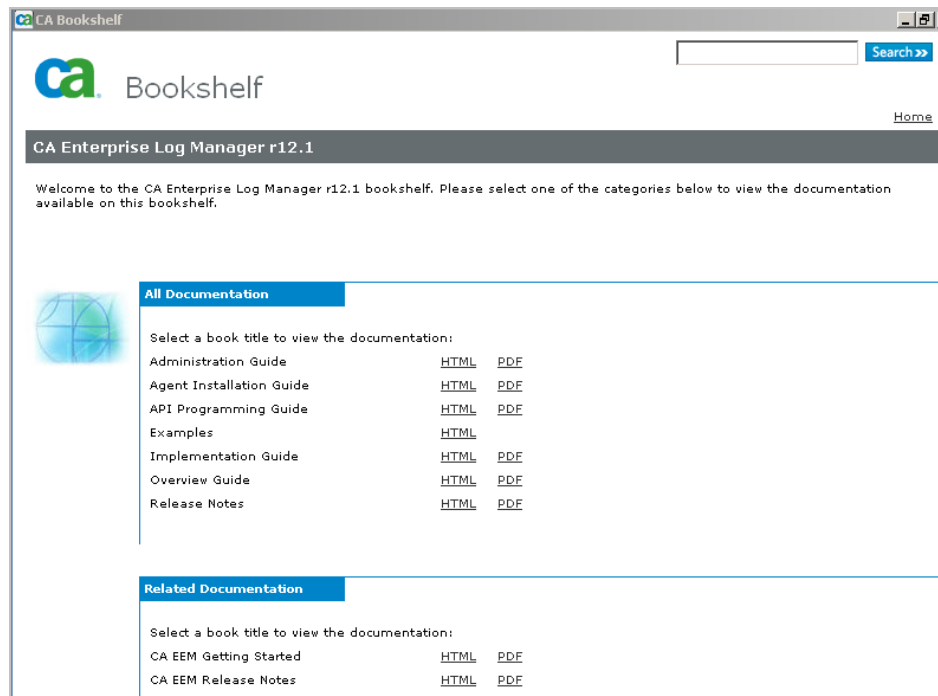 CA Bookshelf
Search >>
ca. Bookshelf
Home
CA Enterprise Log Manager r12.1
Welcome to the CA Enterprise Log Manager r12.1 bookshelf. Please select one of the categories below to view the documentation
available on this bookshelf.
All Documentation
Select a book title to view the documentation:
Administration Guide HTML PDF
Agent Installation Guide HTML PDF
API Programming Guide HTML PDF
Examples HTML
Implementation Guide HTML PDF
Overview Guide HTML PDF
Release Notes HTML PDF
Related Documentation
Select a book title to view the documentation:
CA EEM Getting Started HTML PDF
CA EEM Release Notes HTML PDF